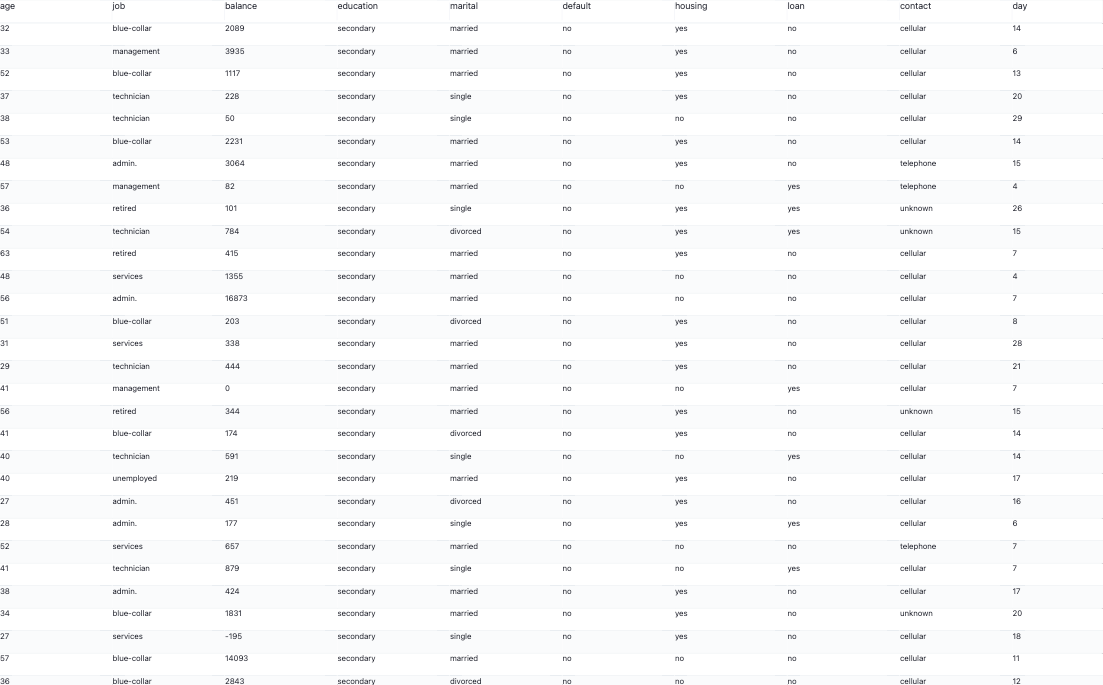 age job balance education marital default housing loan contact day
32 blue-collar 2089 secondary married no yes no cellular 14
33 management 3935 secondary married no yes no cellular 6
52 blue-collar 1117 secondary married no yes no cellular 13
37 technician 228 secondary single no yes no cellular 20
38 technician 50 secondary single no no no cellular 29
53 blue-collar 2231 secondary married no yes no cellular 14
48 admin. 3064 secondary married no yes no telephone 15
57 management 82 secondary married no no yes telephone 4
36 retired 101 secondary single no yes yes unknown 26
54 technician 784 secondary divorced no yes yes unknown 15
63 retired 415 secondary married no yes no cellular 7
48 services 1355 secondary married no no no cellular 4
56 admin. 16873 secondary married no no no cellular 7
51 blue-collar 203 secondary divorced no yes no cellular 8
31 services 338 secondary married no yes no cellular 28
29 technician 444 secondary married no yes no cellular 21
41 management 0 secondary married no no yes cellular 7
56 retired 344 secondary married no yes no unknown 15
41 blue-collar 174 secondary divorced no yes no cellular 14
40 technician 591 secondary single no no yes cellular 14
40 unemployed 219 secondary married no yes no cellular 17
27 admin. 451 secondary divorced no yes no cellular 16
28 admin. 177 secondary single no yes yes cellular 6
52 services 657 secondary married no no no telephone 7
41 technician 879 secondary single no no yes cellular 7
38 admin. 424 secondary married no yes no cellular 17
34 blue-collar 1831 secondary married no yes no unknown 20
27 services -195 secondary single no yes no cellular 18
57 blue-collar 14093 secondary married no no no cellular 11
36 blue-collar 2843 secondary divorced no no no cellular 12